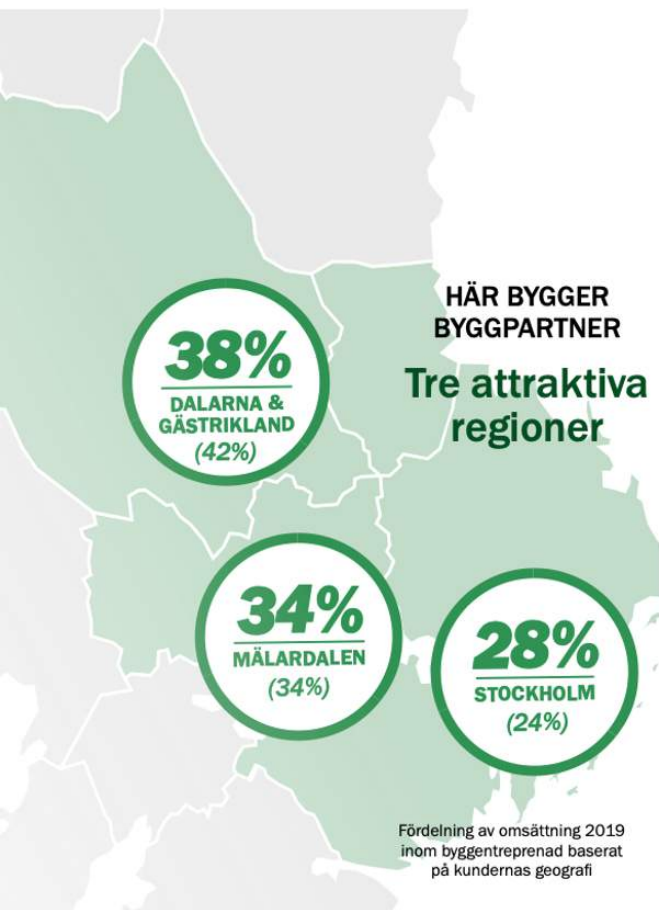 HÄR BYGGER
BYGGPARTNER
Tre attraktiva
regioner
38%
DALARNA &
GÄSTRIKLAND
(42%)
34%
MÄLARDALEN
(34%)
28%
STOCKHOLM
(24%)
Fördelning av omsättning 2019
inom byggentreprenad baserat
på kundernas geografi